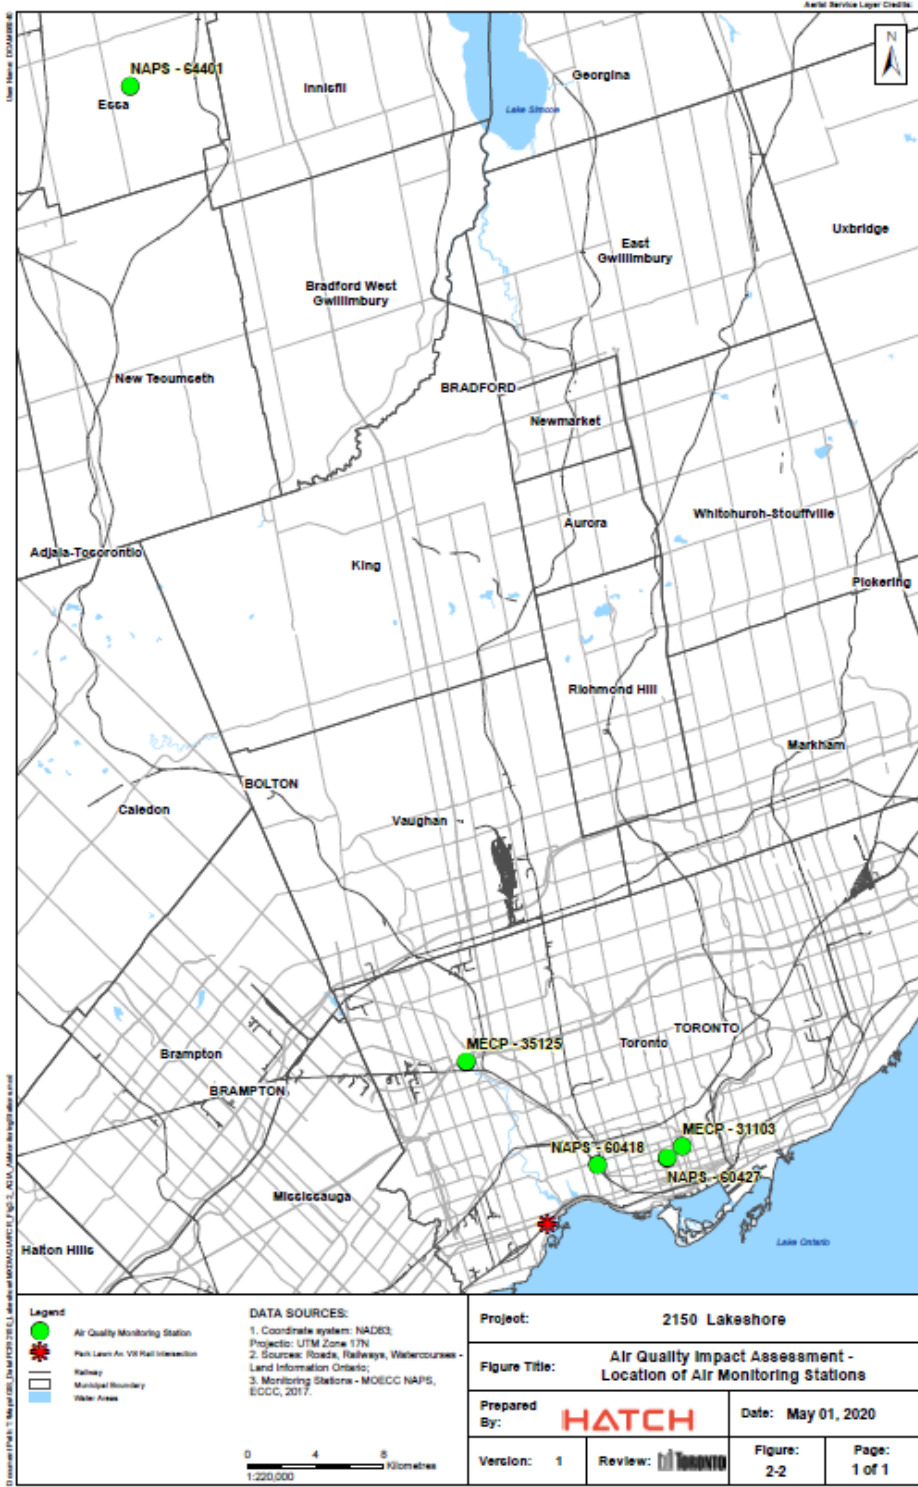 Aerial Service Layer Credits:
N
NAPS - 64401
Essa
Innisfil
Georgina
Lake Simcoe
Uxbridge
East
Gwillimbury
Bradford West
Gwillimbury
New Tecumseth
BRADFORD
Newmarket
Whitchurch-Stouffville
Aurora
Adjala-Tosorontio
King
Pickering
Richmond Hill
Markham
BOLTON
Caledon
Vaughan
TORONTO
MECP - 35125
Toronto
Brampton
BRAMPTON
MECP - 31103
NAPS - 60418
NAPS - 60427
Mississauga
Halton Hills
Lake Ontario
Legend
Air Quality Monitoring Station
Park Lawn Av. VS Rail Intersection
Railway
Municipal Boundary
Water Areas
DATA SOURCES:
1. Coordinate system: NAD83;
Projectio: UTM Zone 17N
2. Sources: Roads, Railways, Watercourses -
Land Information Ontario;
3. Monitoring Stations - MOECC NAPS,
ECCC, 2017.
0 4 8
Kilometres
1:220,000
Project: 2150 Lakeshore
Figure Title: Air Quality Impact Assessment -
Location of Air Monitoring Stations
Prepared
By: HATCH
Date: May 01, 2020
Version: 1
Review: TORONTO
Figure:
2-2
Page:
1 of 1